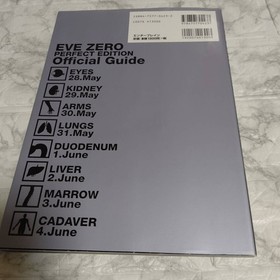 EVE ZERO
PERFECT EDITION
Official Guide
EYES
28.May
KIDNEY
29.May
ARMS
30.May
LUNGS
31.May
DUODENUM
1.June
LIVER
2.June
MARROW
3.June
CADAVER
4.June